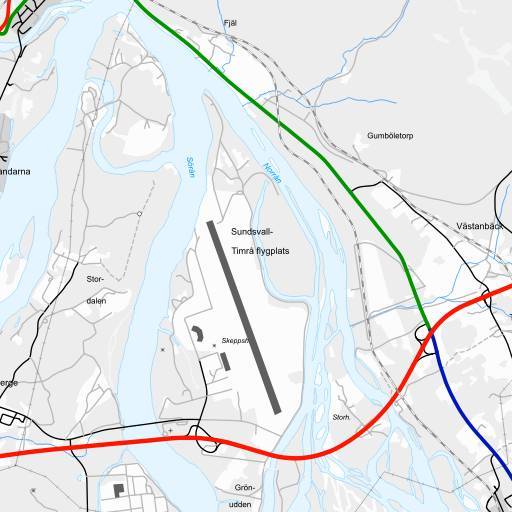 Fjäl
Gumböletorp
Sörån
Norrån
andarna
Sundsvall-
Timrå flygplats
Västanbäck
Stor-
dalen
Skeppsh.
erge
Storh.
Grön-
udden